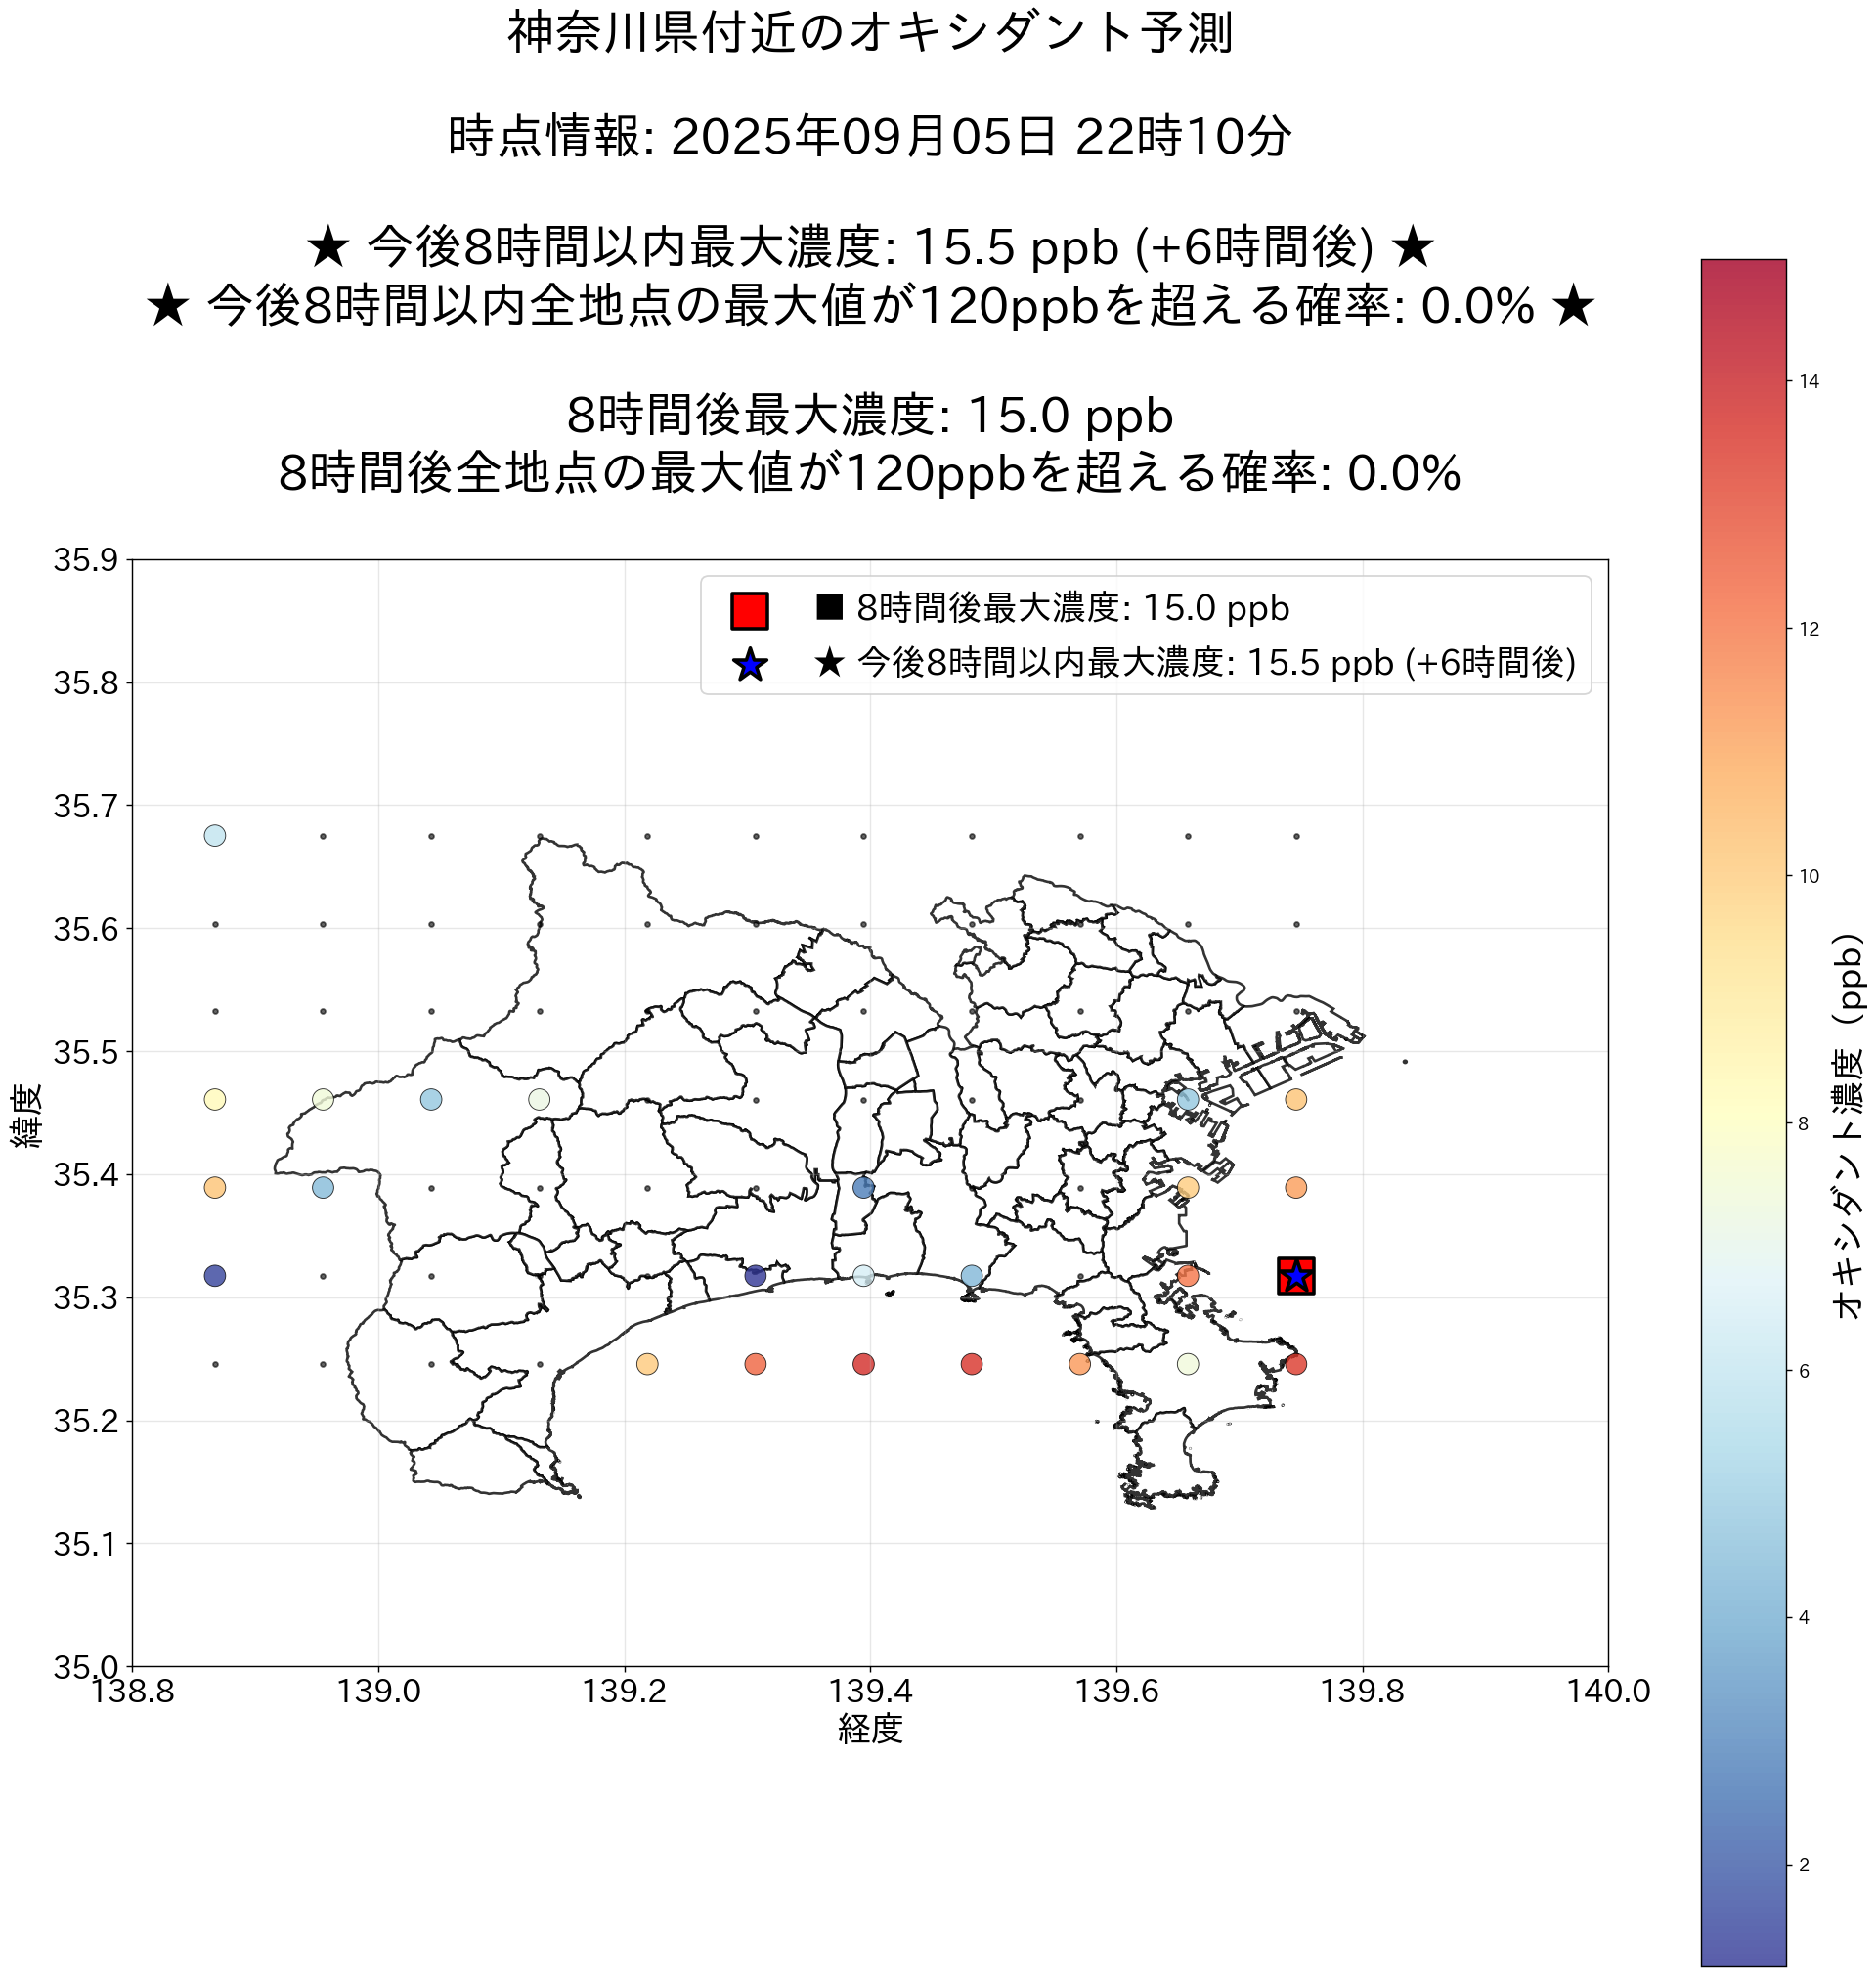 神奈川県付近のオキシダント予測
時点情報: 2025年09月05日 22時10分
★ 今後8時間以内最大濃度: 15.5 ppb (+6時間後) ★
★ 今後8時間以内全地点の最大値が120ppbを超える確率: 0.0% ★
8時間後最大濃度: 15.0 ppb
8時間後全地点の最大値が120ppbを超える確率: 0.0%
■ 8時間後最大濃度: 15.0 ppb
★ 今後8時間以内最大濃度: 15.5 ppb (+6時間後)
35.9
35.8
35.7
35.6
35.5
35.4
35.3
35.2
35.1
35.0
緯度
138.8 139.0 139.2 139.4 139.6 139.8 140.0
経度
14
12
10
8
6
4
2
オキシダント濃度 (ppb)